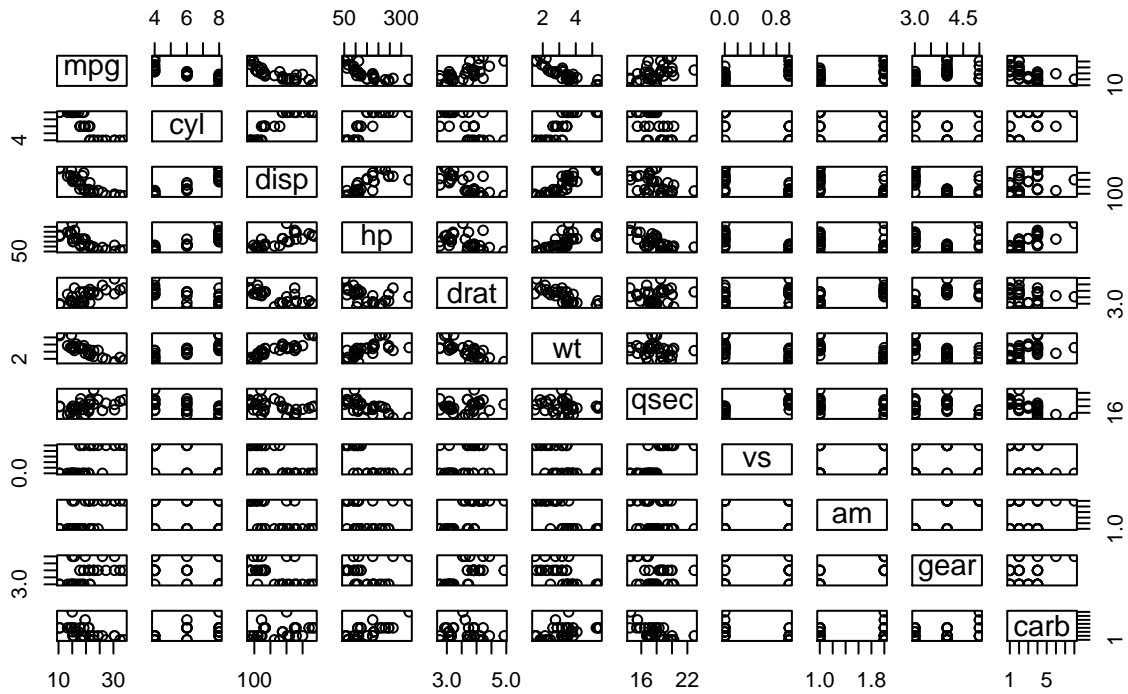 4 6 8 50 300 2 4 0.0 0.8 3.0 4.5
mpg 10
4 cyl
disp 100
50 hp
drat 3.0
2 wt
qsec 16
0.0 vs
am 1.0
3.0 gear
carb 1
10 30 100 3.0 5.0 16 22 1.0 1.8 1 5